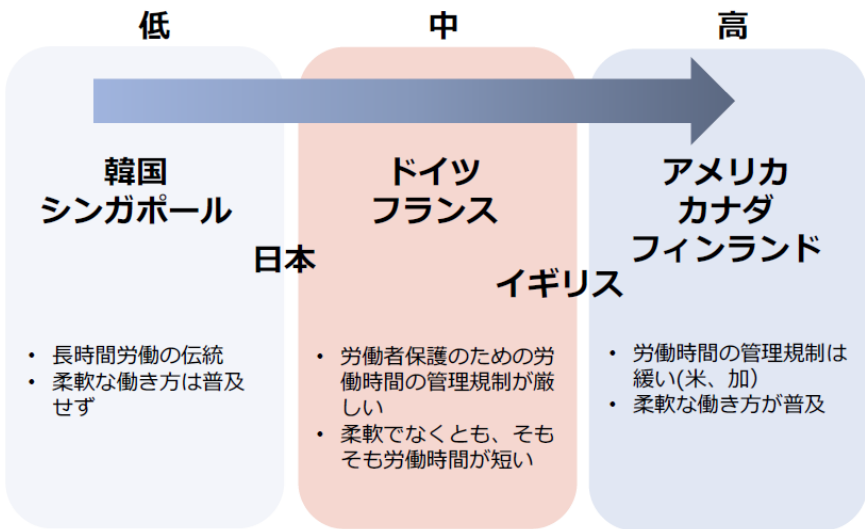 低
中
高
韓国
シンガポール
ドイツ
フランス
アメリカ
カナダ
フィンランド
日本
イギリス
• 長時間労働の伝統
• 柔軟な働き方は普及
せず
• 労働者保護のための労
働時間の管理規制が厳
しい
• 柔軟でなくとも、そも
そも労働時間が短い
• 労働時間の管理規制は
緩い(米、加）
• 柔軟な働き方が普及